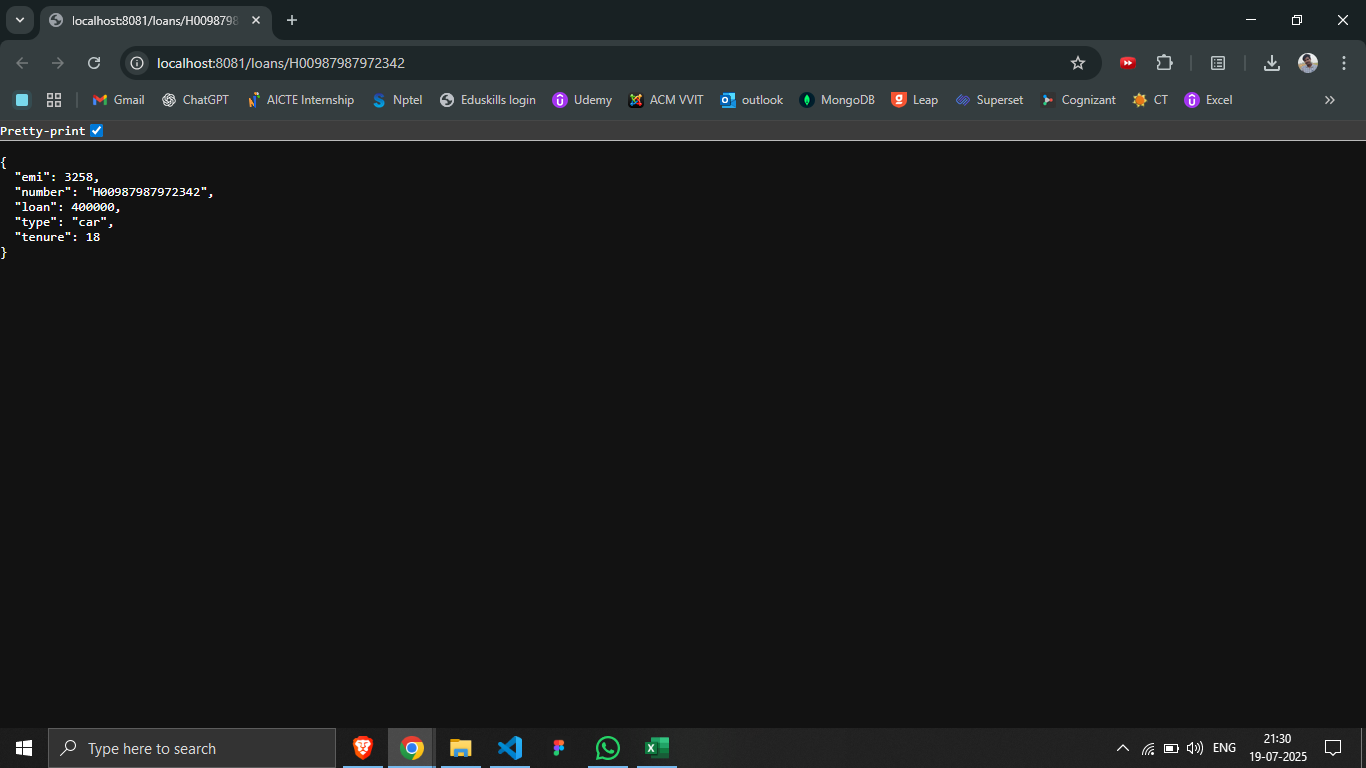 localhost:8081/loans/H0098798
localhost:8081/loans/H00987987972342
Gmail ChatGPT AICTE Internship Nptel Eduskills login Udemy ACM VVIT outlook MongoDB Leap Superset Cognizant CT Excel
Pretty-print
{
"emi": 3258,
"number": "H00987987972342",
"loan": 400000,
"type": "car",
"tenure": 18
}
Type here to search
ENG
21:30
19-07-2025